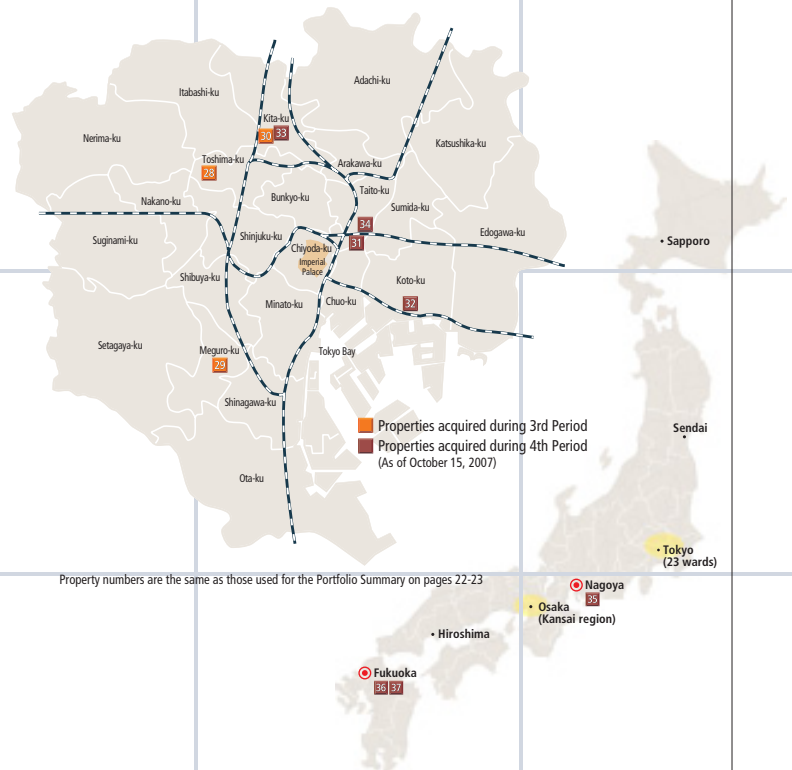 Adachi-ku
Itabashi-ku
Kita-ku
30 33
Nerima-ku
Katsushika-ku
Toshima-ku
28
Arakawa-ku
Taito-ku
Nakano-ku
Bunkyo-ku
Sumida-ku
34
Edogawa-ku
Suginami-ku
Shinjuku-ku
31
Chiyoda-ku
Imperial
Palace
Sapporo
Shibuya-ku
Koto-ku
32
Minato-ku
Chuo-ku
Setagaya-ku
Meguro-ku
29
Tokyo Bay
Shinagawa-ku
Properties acquired during 3rd Period
Properties acquired during 4th Period
(As of October 15, 2007)
Sendai
Ota-ku
Tokyo
(23 wards)
Property numbers are the same as those used for the Portfolio Summary on pages 22-23
Nagoya
35
Osaka
(Kansai region)
Hiroshima
Fukuoka
36 37